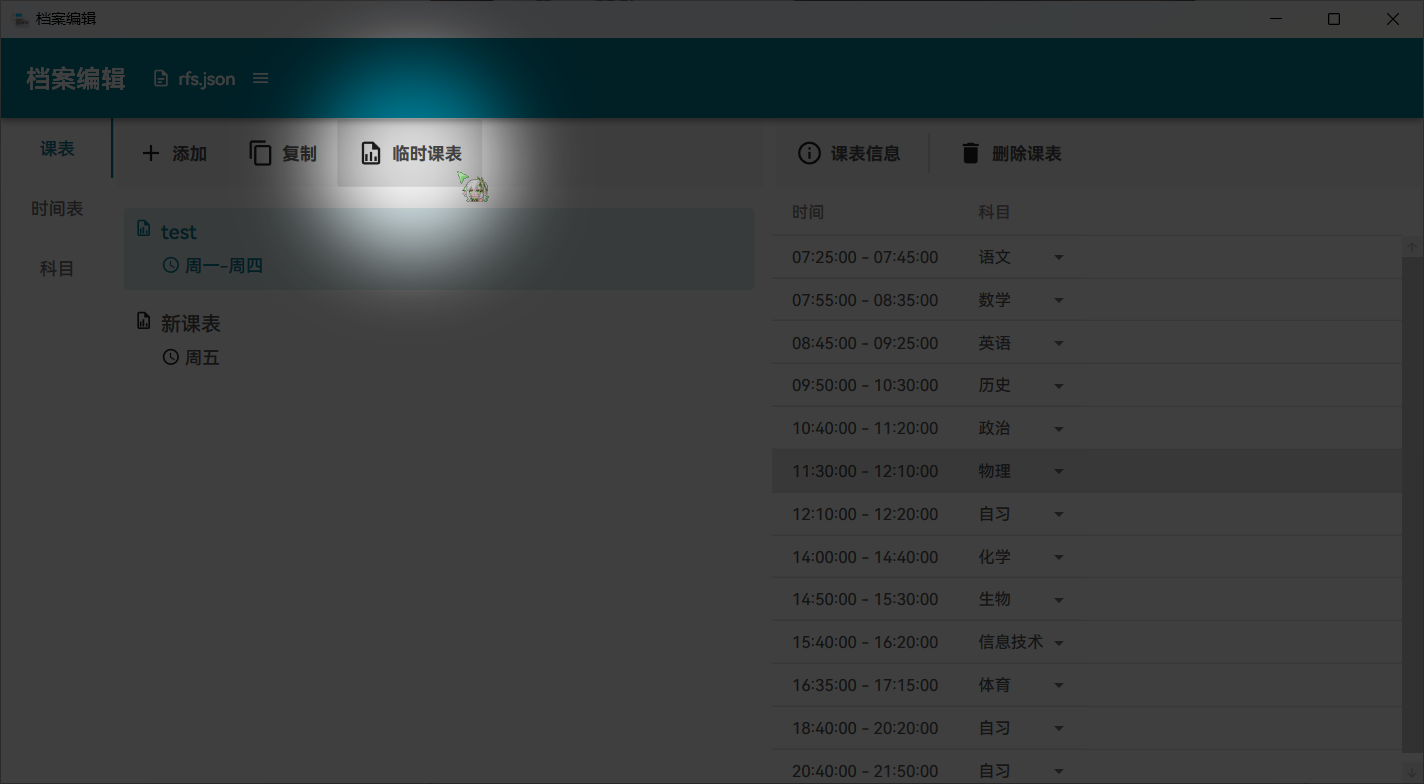 档案编辑
档案编辑 rfs.json
课表
时间表
科目
添加 复制 临时课表
test
周一-周四
新课表
周五
课表信息 删除课表
时间 科目
07:25:00 - 07:45:00 语文
07:55:00 - 08:35:00 数学
08:45:00 - 09:25:00 英语
09:50:00 - 10:30:00 历史
10:40:00 - 11:20:00 政治
11:30:00 - 12:10:00 物理
12:10:00 - 12:20:00 自习
14:00:00 - 14:40:00 化学
14:50:00 - 15:30:00 生物
15:40:00 - 16:20:00 信息技术
16:35:00 - 17:15:00 体育
18:40:00 - 20:20:00 自习
20:40:00 - 21:50:00 自习